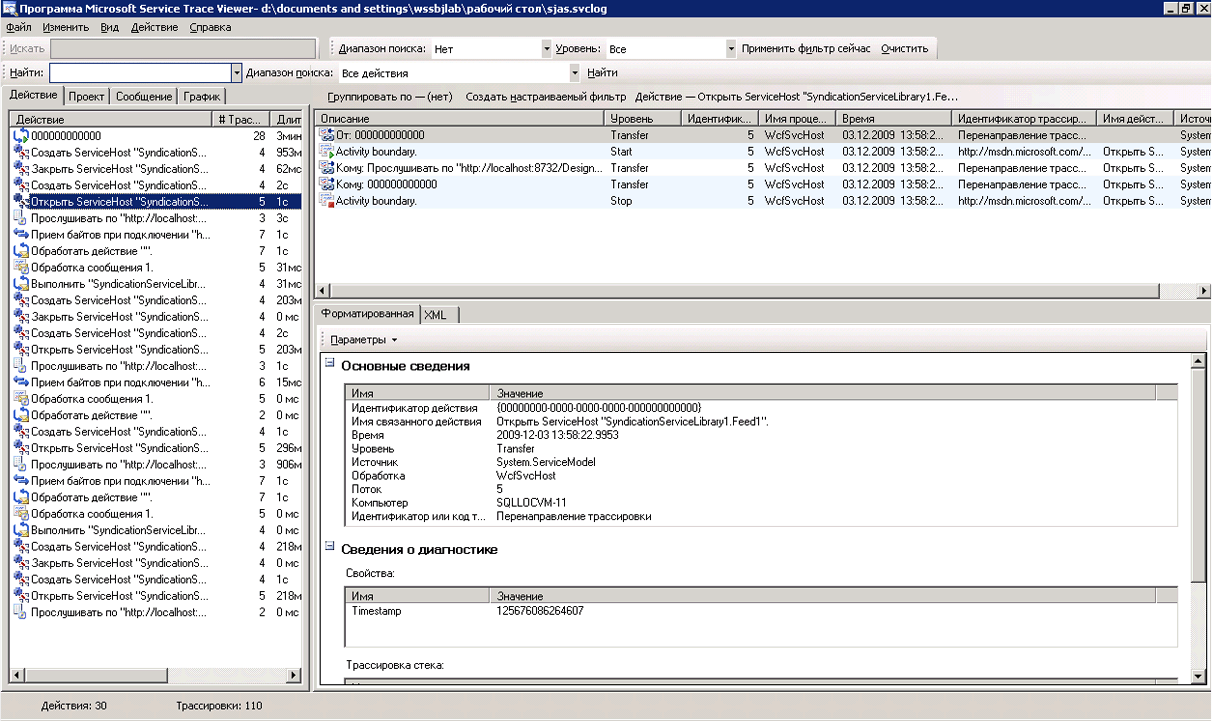 Программа Microsoft Service Trace Viewer- d:\documents and settings\wssbjlab\рабочий стол\sjas.svclog
Файл Изменить Вид Действие Справка
Искать Диапазон поиска: Нет Уровень: Все Применить фильтр сейчас Очистить
Найти: Диапазон поиска: Все действия Найти
Действие Проект Сообщение График
Группировать по — (нет) Создать настраиваемый фильтр Действие — Открыть ServiceHost "SyndicationServiceLibrary1.Fe...
Действие # Трас... Длит
000000000000 28 3мин
Создать ServiceHost "SyndicationS... 4 953м
Закрыть ServiceHost "SyndicationS... 4 62мс
Создать ServiceHost "SyndicationS... 4 2с
Открыть ServiceHost "SyndicationS... 5 1с
Прослушивать по "http://localhost:... 3 3с
Прием байтов при подключении "h... 7 1с
Обработать действие "". 7 1с
Обработка сообщения 1. 5 31мс
Выполнить "SyndicationServiceLibr... 4 31мс
Создать ServiceHost "SyndicationS... 4 203м
Закрыть ServiceHost "SyndicationS... 4 0 мс
Создать ServiceHost "SyndicationS... 4 2с
Открыть ServiceHost "SyndicationS... 5 203м
Прослушивать по "http://localhost:... 3 1с
Прием байтов при подключении "h... 6 15мс
Обработка сообщения 1. 5 0 мс
Обработать действие "". 2 0 мс
Создать ServiceHost "SyndicationS... 4 1с
Открыть ServiceHost "SyndicationS... 5 296м
Прослушивать по "http://localhost:... 3 906м
Прием байтов при подключении "h... 7 1с
Обработать действие "". 7 1с
Обработка сообщения 1. 5 0 мс
Выполнить "SyndicationServiceLibr... 4 0 мс
Создать ServiceHost "SyndicationS... 4 218м
Закрыть ServiceHost "SyndicationS... 4 0 мс
Создать ServiceHost "SyndicationS... 4 1с
Открыть ServiceHost "SyndicationS... 5 218м
Прослушивать по "http://localhost:... 2 0 мс
Описание Уровень Идентифик... Имя проце... Время Идентификатор трассир... Имя дейст... Источ
От: 000000000000 Transfer 5 WcfSvcHost 03.12.2009 13:58:2... Перенаправление трасс... System
Activity boundary. Start 5 WcfSvcHost 03.12.2009 13:58:2... http://msdn.microsoft.com/... Открыть S... System
Кому: Прослушивать по "http://localhost:8732/Design... Transfer 5 WcfSvcHost 03.12.2009 13:58:2... Перенаправление трасс... Открыть S... System
Кому: 000000000000 Transfer 5 WcfSvcHost 03.12.2009 13:58:2... Перенаправление трасс... Открыть S... System
Activity boundary. Stop 5 WcfSvcHost 03.12.2009 13:58:2... http://msdn.microsoft.com/... Открыть S... System
Форматированная XML
Параметры
Основные сведения
Имя Значение
Идентификатор действия {00000000-0000-0000-0000-000000000000}
Имя связанного действия Открыть ServiceHost "SyndicationServiceLibrary1.Feed1".
Время 2009-12-03 13:58:22.9953
Уровень Transfer
Источник System.ServiceModel
Обработка WcfSvcHost
Поток 5
Компьютер SQLLOCVM-11
Идентификатор или код т... Перенаправление трассировки
Сведения о диагностике
Свойства:
Имя Значение
Timestamp 125676086264607
Трассировка стека:
Действия: 30 Трассировки: 110